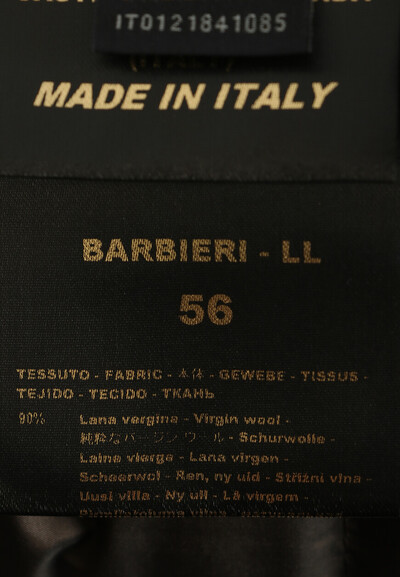 IT0121841085
MADE IN ITALY
BARBIERI - LL
56
TESSUTO - FABRIC - 本体 - GEWEBE - TISSUS -
TEJIDO - TECIDO - ТКАНЬ
90% Lana vergine - Virgin wool -
純粋なバージン ウール - Schurwolle -
Laine vierge - Lana virgen -
Scheerwol - Ren, ny uld - Střižní vlna -
Uusi villa - Ny ull - Lã virgem -